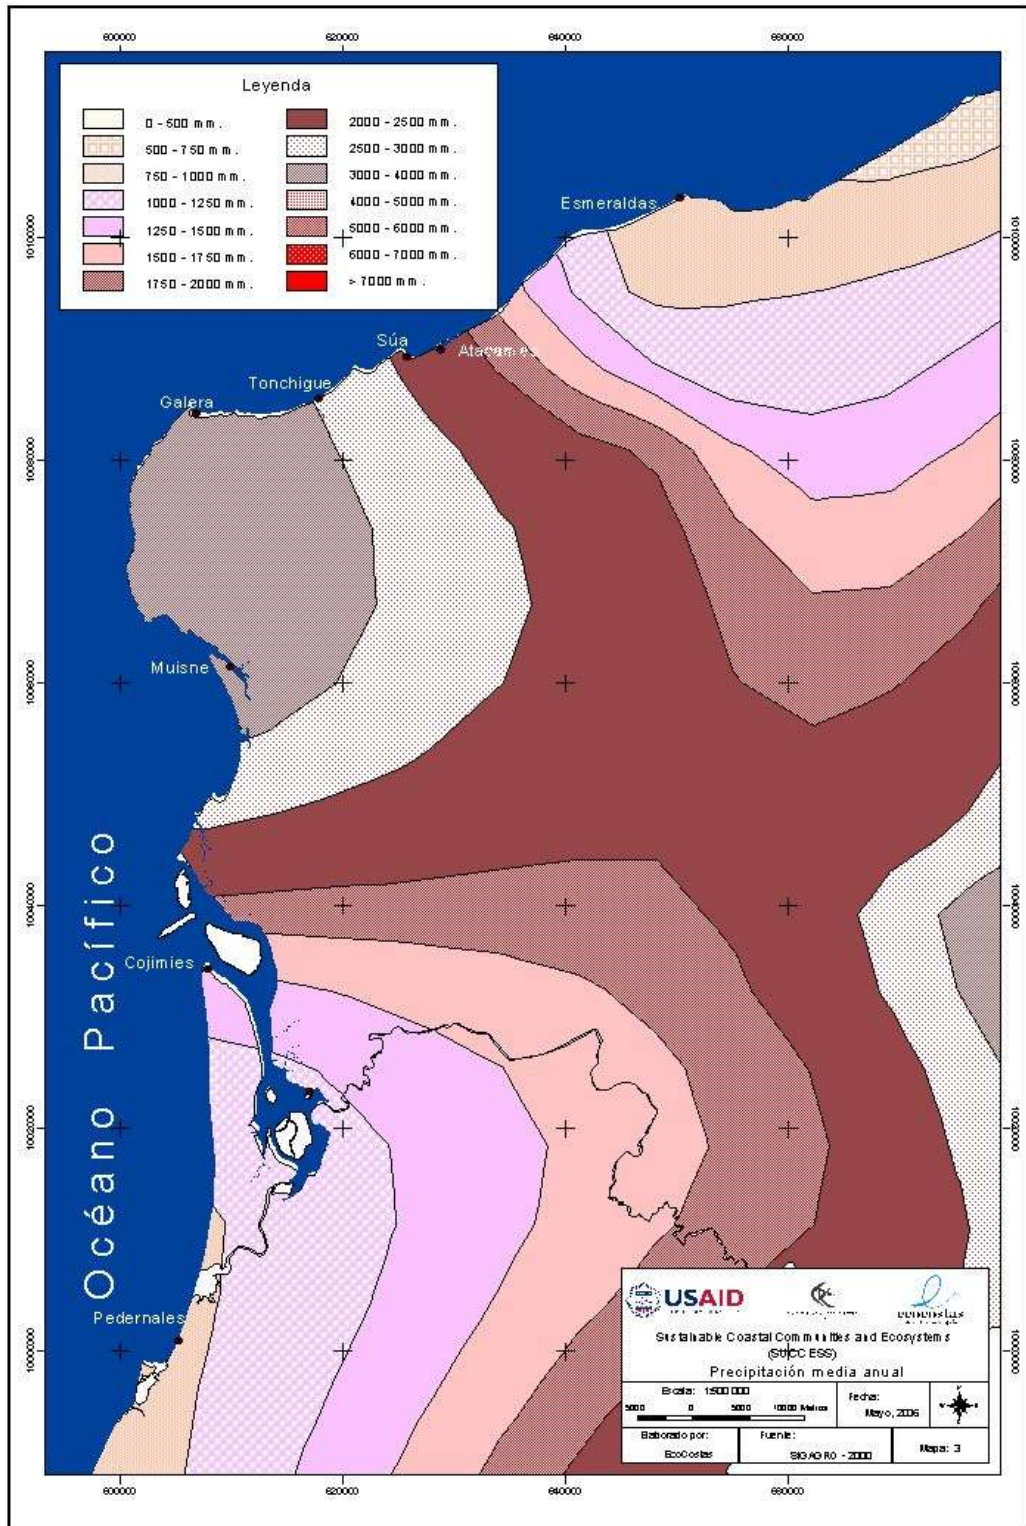 600000 620000 640000 660000
Leyenda
0 - 500 mm.
500 - 750 mm.
750 - 1000 mm.
1000 - 1250 mm.
1250 - 1500 mm.
1500 - 1750 mm.
1750 - 2000 mm.
2000 - 2500 mm.
2500 - 3000 mm.
3000 - 4000 mm.
4000 - 5000 mm.
5000 - 6000 mm.
6000 - 7000 mm.
> 7000 mm.
Esmeraldas
Súa
Atacames
Tonchigue
Galera
Muisne
Cojimies
Pedernales
Océano Pacífico
USAID
Sustainable Coastal Communities and Ecosystems
(SUCCESS)
Precipitación media anual
Escala: 1:500 000
5000 0 5000 10000 Metros
Fecha:
Mayo, 2006
Elaborado por:
EcoCostas
Fuente:
SIGAGRO - 2000
Mapa: 3
600000 620000 640000 660000